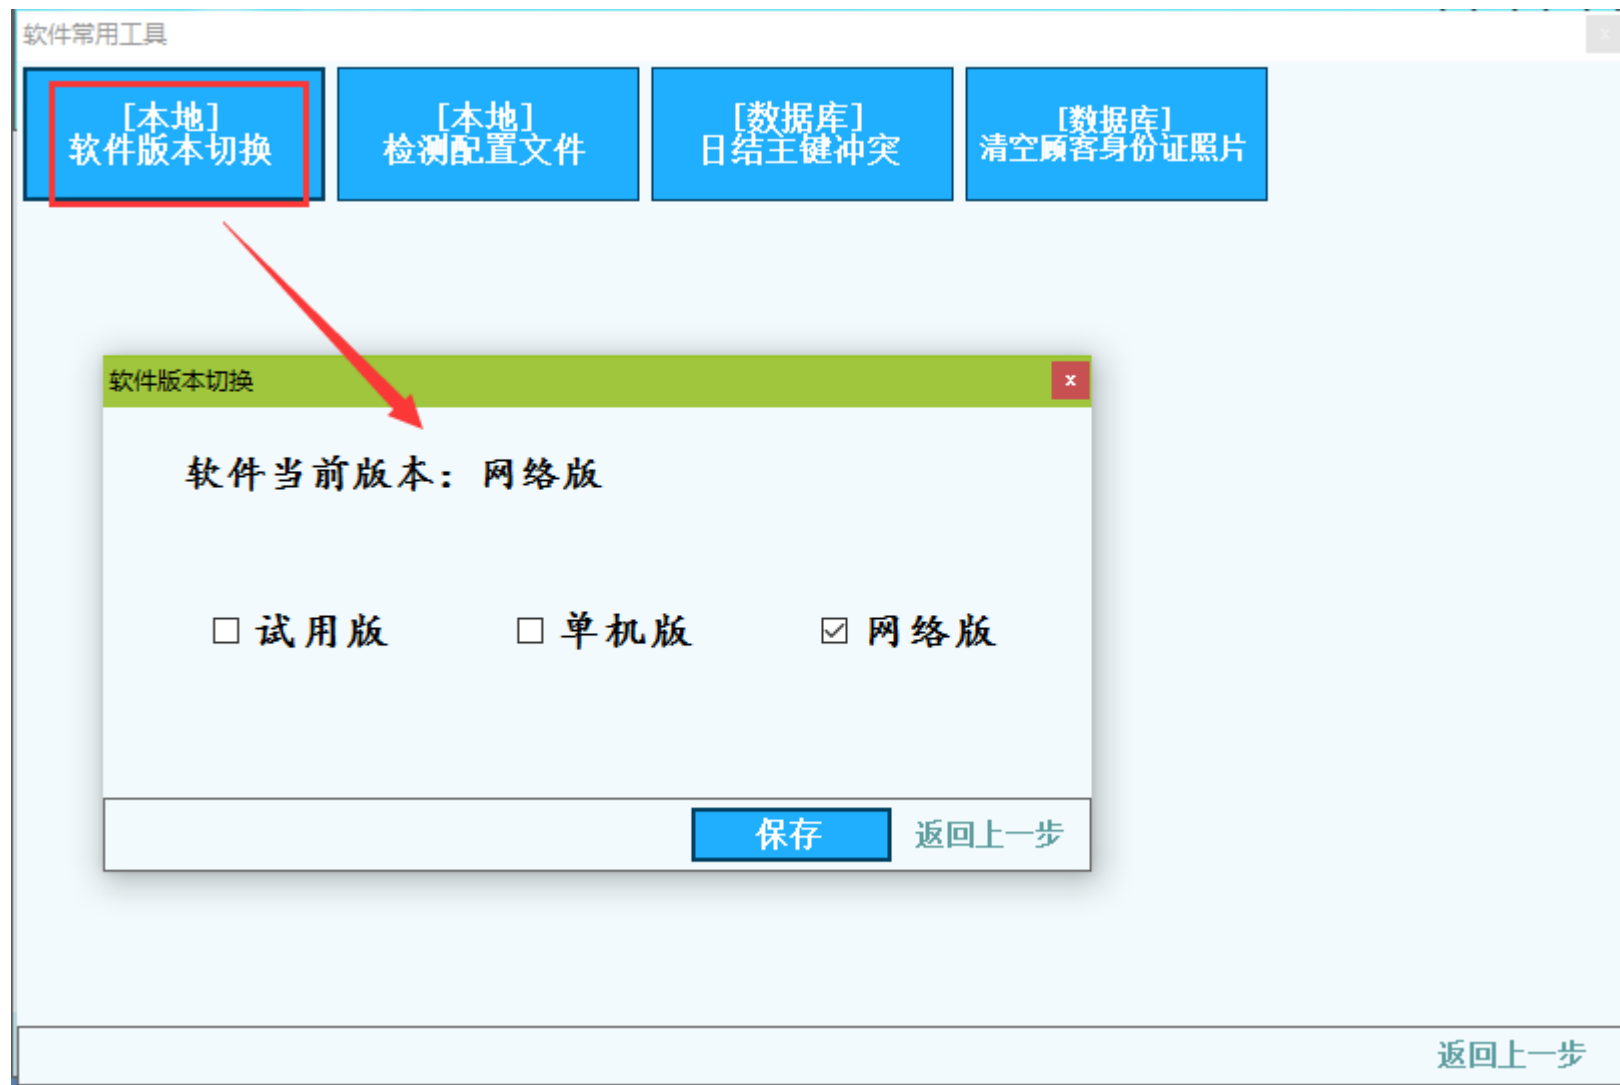 软件常用工具
x
[本地]
软件版本切换
[本地]
检测配置文件
[数据库]
日结主键冲突
[数据库]
清空顾客身份证照片
软件版本切换
x
软件当前版本：网络版
试用版
单机版
网络版
保存
返回上一步
返回上一步